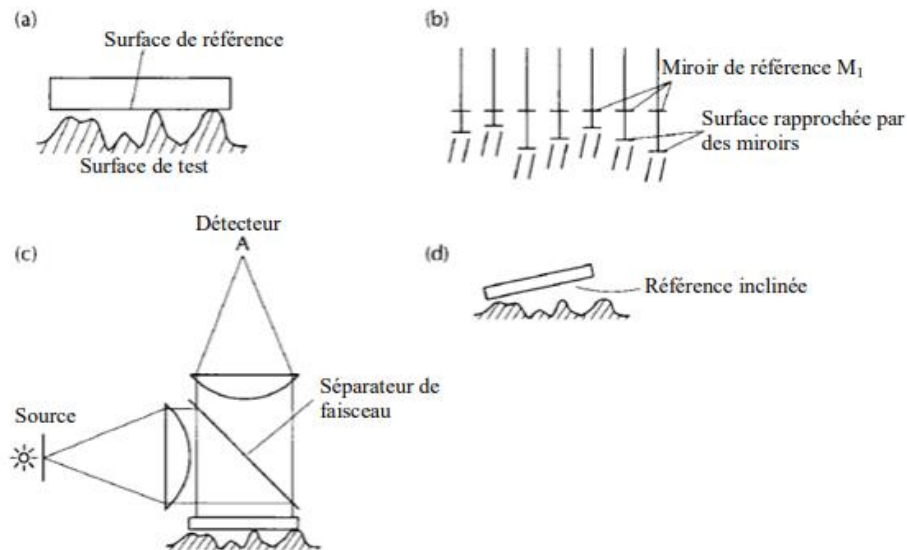 (a)
Surface de référence
Surface de test
(b)
Miroir de référence M₁
Surface rapprochée par
des miroirs
(c)
Détecteur
Source
Séparateur de
faisceau
(d)
Référence inclinée